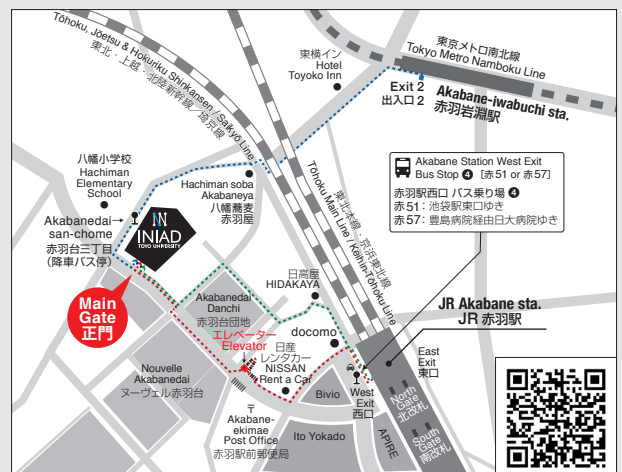 Tōhoku, Jōetsu & Hokuriku Shinkansen / Saikyō Line
東北・上越・北陸新幹線／埼京線
東横イン
Hotel
Toyoko Inn
東京メトロ南北線
Tokyo Metro Namboku Line
Exit 2
出入口 2
Akabane-iwabuchi sta.
赤羽岩淵駅
八幡小学校
Hachiman
Elementary
School
Hachiman soba
Akabaneya
八幡蕎麦
赤羽屋
Akabanedai→
san-chome
赤羽台三丁目
(降車バス停)
INIAD
TOYO UNIVERSITY
Main
Gate
正門
Tōhoku Main Line / Keihin-Tōhoku Line
東北本線・京浜東北線
Akabane Station West Exit
Bus Stop ❹ [赤51 or 赤57]
赤羽駅西口 バス乗り場 ❹
赤51：池袋駅東口ゆき
赤57：豊島病院経由日大病院ゆき
日高屋
HIDAKAYA
Akabanedai
Danchi
赤羽台団地
エレベーター
Elevator
docomo
日産
レンタカー
NISSAN
Rent a Car
JR Akabane sta.
JR 赤羽駅
East
Exit
東口
Nouvelle
Akabanedai
ヌーヴェル赤羽台
Bivio
West
Exit
西口
North
Gate
北改札
South
Gate
南改札
〒
Akabane-
ekimae
Post Office
赤羽駅前郵便局
Ito Yokado
APIRE